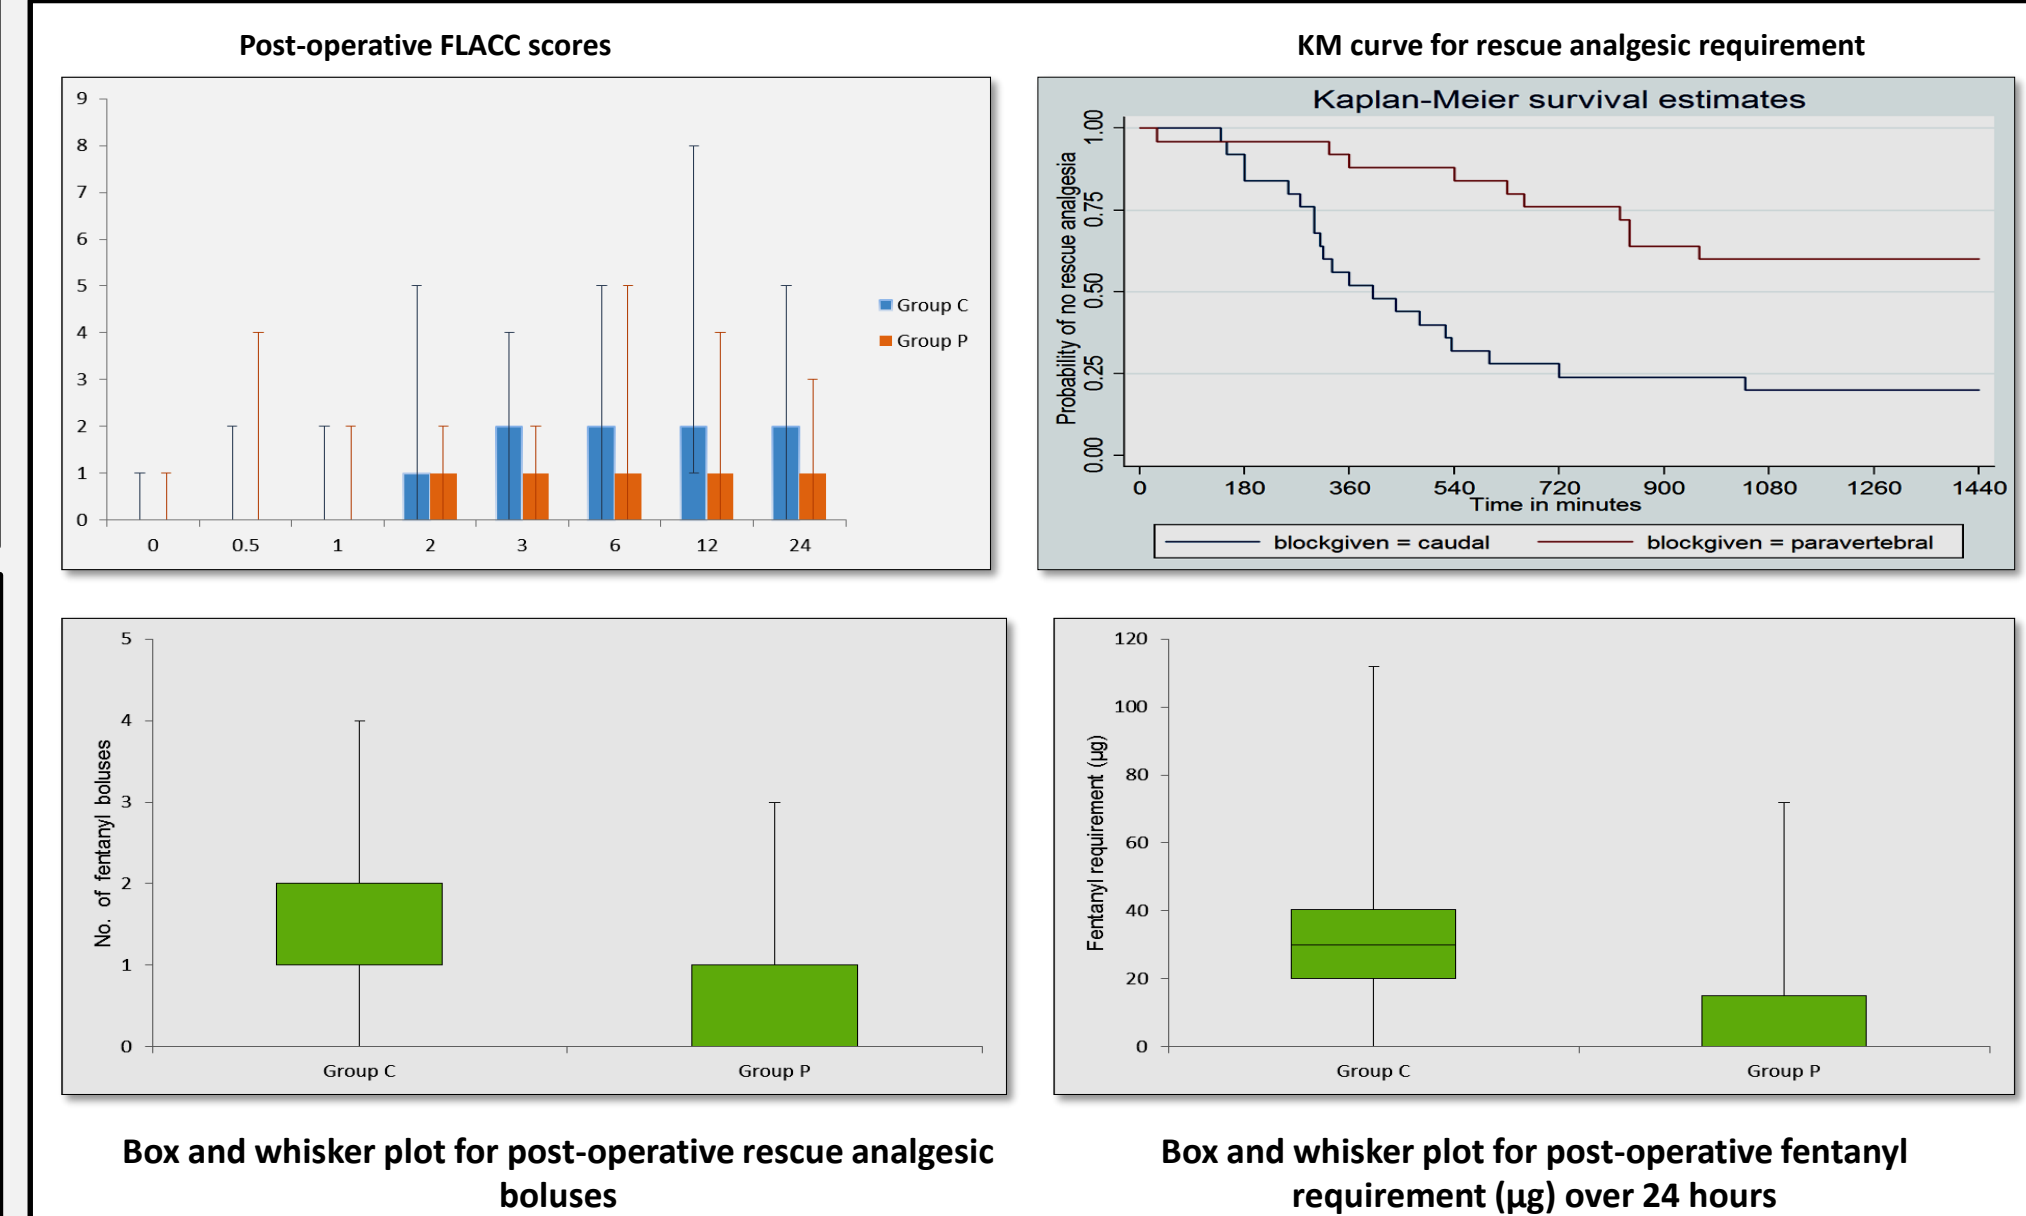 Post-operative FLACC scores
9
8
7
6
5
4
3
2
1
0
0 0.5 1 2 3 6 12 24
Group C
Group P
KM curve for rescue analgesic requirement
Kaplan-Meier survival estimates
Probability of no rescue analgesia
1.00
0.75
0.50
0.25
0.00
0 180 360 540 720 900 1080 1260 1440
Time in minutes
blockgiven = caudal blockgiven = paravertebral
No. of fentanyl boluses
5
4
3
2
1
0
Group C Group P
Box and whisker plot for post-operative rescue analgesic
boluses
Fentanyl requirement (µg)
120
100
80
60
40
20
0
Group C Group P
Box and whisker plot for post-operative fentanyl
requirement (µg) over 24 hours